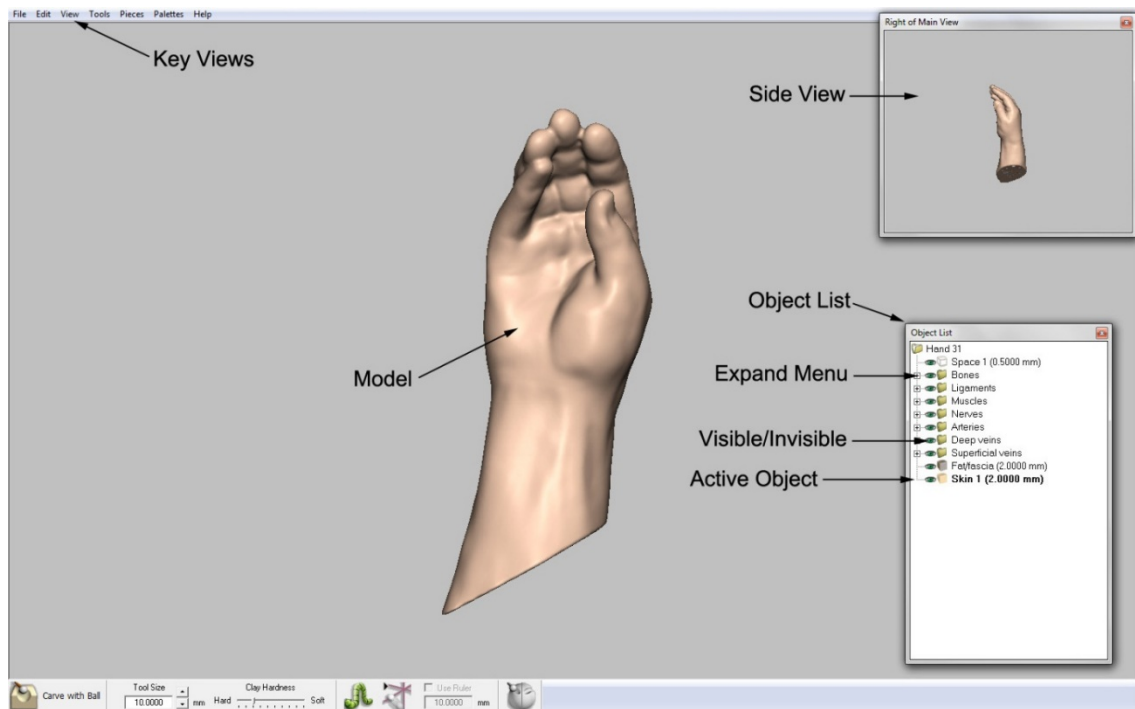 File Edit View Tools Pieces Palettes Help
Right of Main View
Key Views
Side View
Object List
Object List
Hand 31
Space 1 (0.5000 mm)
Expand Menu
Bones
Ligaments
Model
Muscles
Nerves
Arteries
Visible/Invisible
Deep veins
Superficial veins
Fat/fascia (2.0000 mm)
Active Object
Skin 1 (2.0000 mm)
Carve with Ball
Tool Size
10.0000 mm
Clay Hardness
Hard Soft
Use Ruler
10.0000 mm